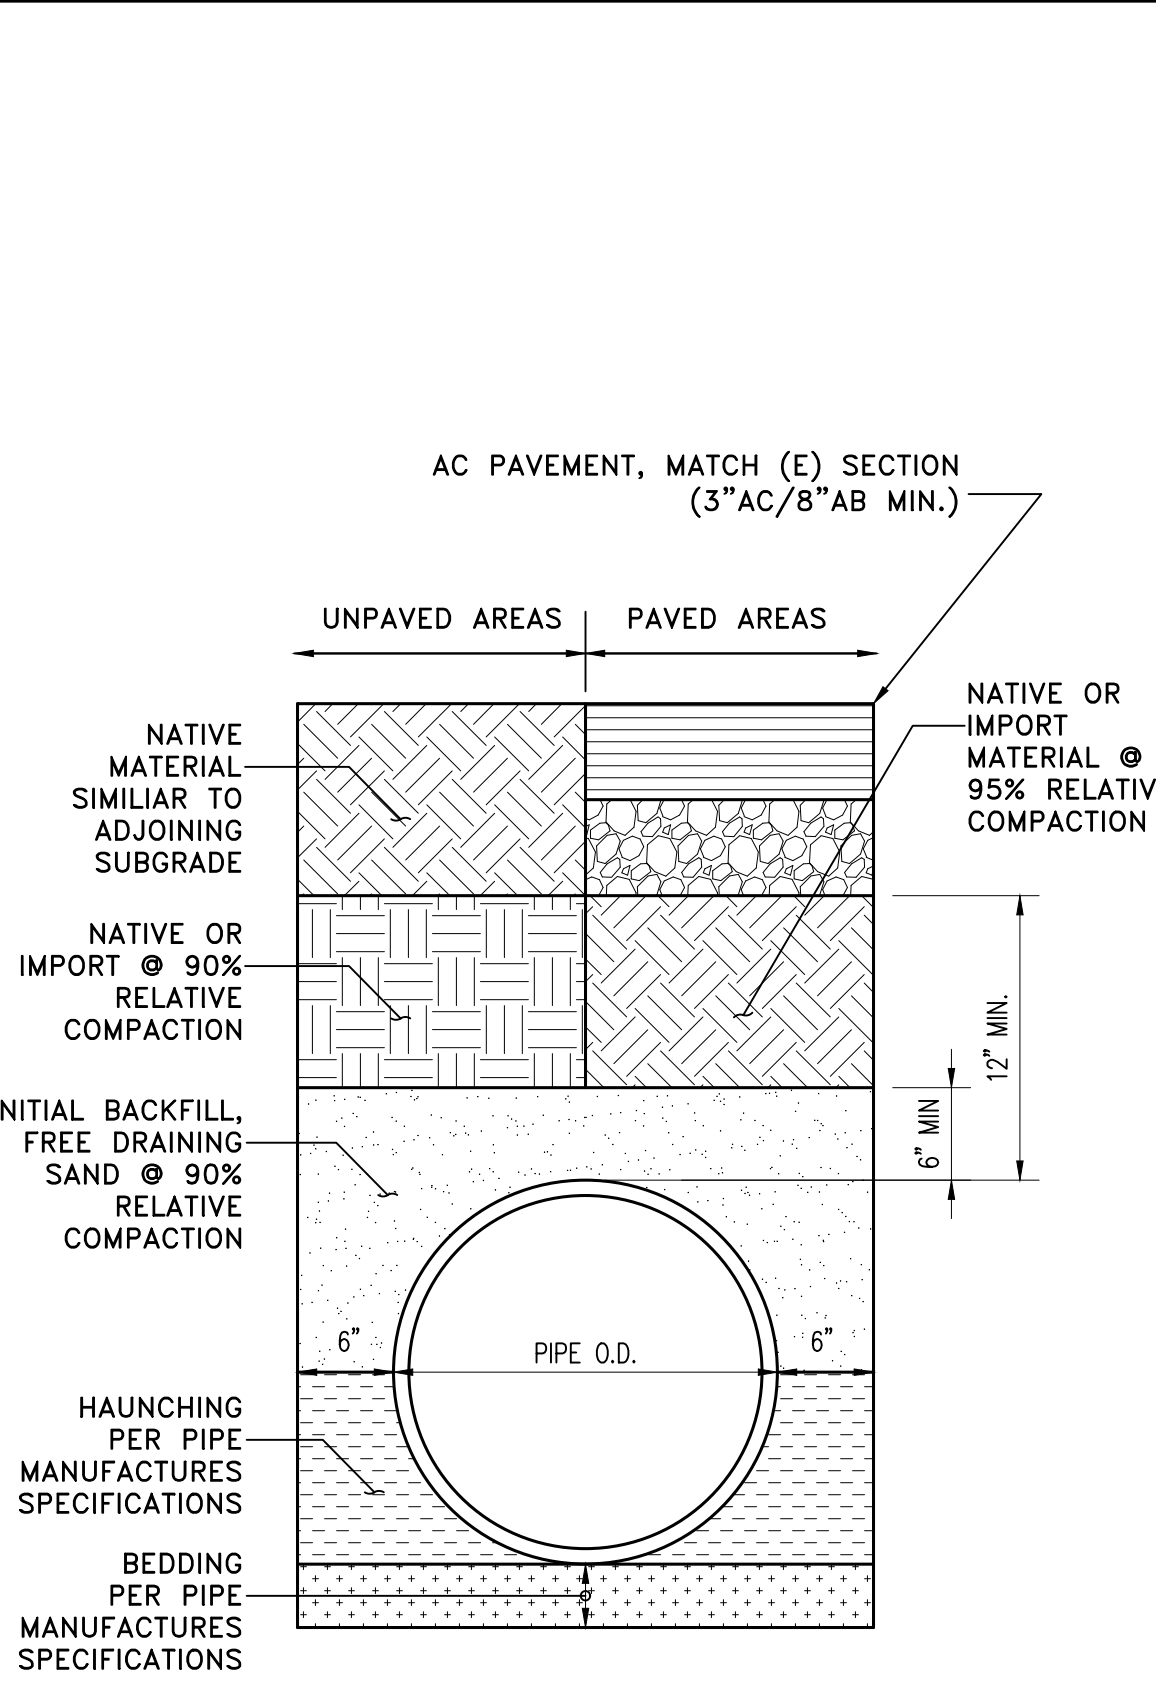 AC PAVEMENT, MATCH (E) SECTION
(3”AC/8”AB MIN.)
UNPAVED AREAS
PAVED AREAS
NATIVE
MATERIAL
SIMILIAR TO
ADJOINING
SUBGRADE
NATIVE OR
IMPORT
MATERIAL @
95% RELATIV
COMPACTION
NATIVE OR
IMPORT @ 90%
RELATIVE
COMPACTION
12” MIN.
6” MIN
NITIAL BACKFILL,
FREE DRAINING
SAND @ 90%
RELATIVE
COMPACTION
6”
PIPE O.D.
6”
HAUNCHING
PER PIPE
MANUFACTURES
SPECIFICATIONS
BEDDING
PER PIPE
MANUFACTURES
SPECIFICATIONS